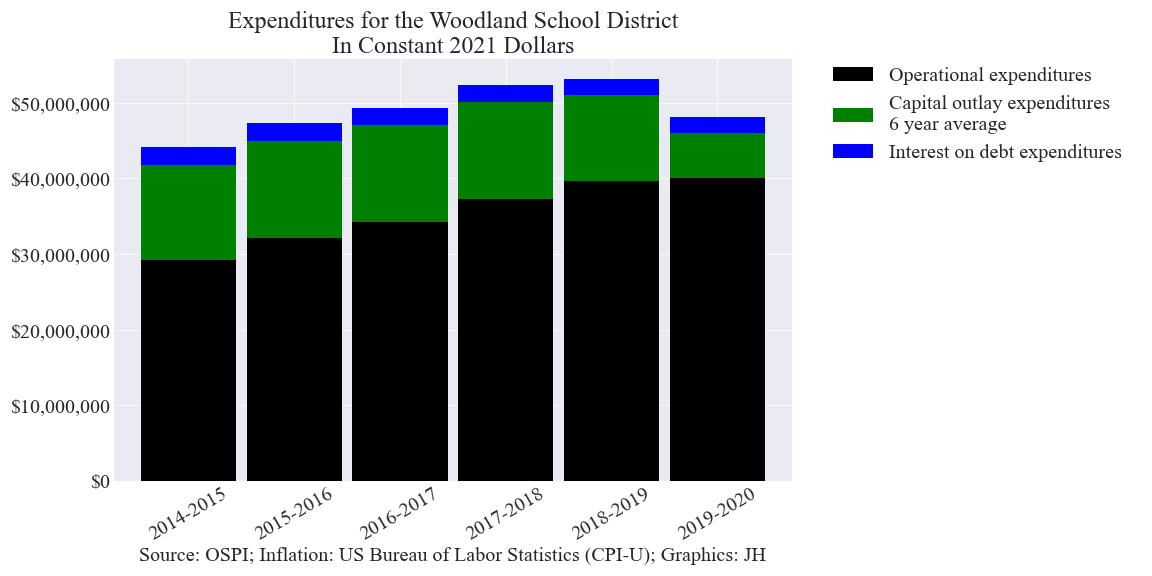 Expenditures for the Woodland School District
In Constant 2021 Dollars
$50,000,000
$40,000,000
$30,000,000
$20,000,000
$10,000,000
$0
2014-2015
2015-2016
2016-2017
2017-2018
2018-2019
2019-2020
Source: OSPI; Inflation: US Bureau of Labor Statistics (CPI-U); Graphics: JH
Operational expenditures
Capital outlay expenditures
6 year average
Interest on debt expenditures